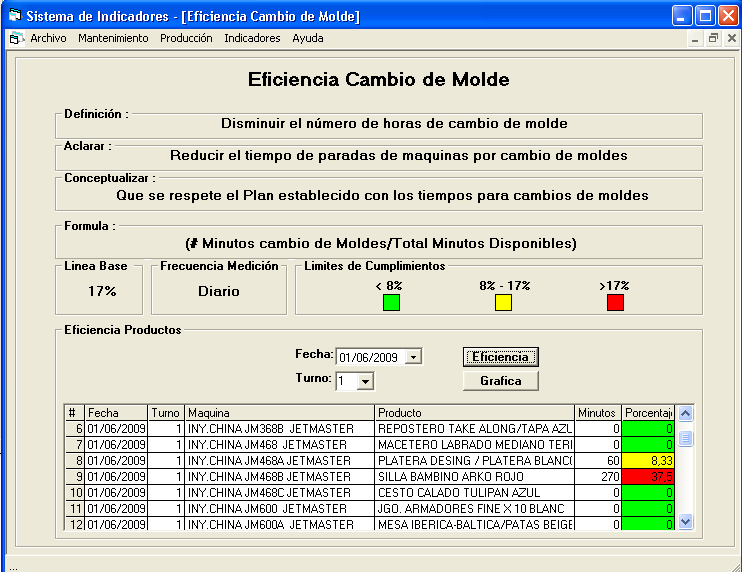 Sistema de Indicadores - [Eficiencia Cambio de Molde]
Archivo Mantenimiento Producción Indicadores Ayuda
Eficiencia Cambio de Molde
Definición :
Disminuir el número de horas de cambio de molde
Aclarar :
Reducir el tiempo de paradas de maquinas por cambio de moldes
Conceptualizar :
Que se respete el Plan establecido con los tiempos para cambios de moldes
Formula :
(# Minutos cambio de Moldes/Total Minutos Disponibles)
Linea Base Frecuencia Medición Limites de Cumplimientos
< 8% 8% - 17% >17%
17% Diario
Eficiencia Productos
Fecha: 01/06/2009 Eficiencia
Turno: 1 Grafica
# Fecha Turno Maquina Producto Minutos Porcentaj
6 01/06/2009 1 INY.CHINA JM368B JETMASTER REPOSTERO TAKE ALONG/TAPA AZU 0 0
7 01/06/2009 1 INY.CHINA JM468 JETMASTER MACETERO LABRADO MEDIANO TERI 0 0
8 01/06/2009 1 INY.CHINA JM468A JETMASTER PLATERA DESING / PLATERA BLANC 60 8,33
9 01/06/2009 1 INY.CHINA JM468B JETMASTER SILLA BAMBINO ARKO ROJO 270 37,5
10 01/06/2009 1 INY.CHINA JM468C JETMASTER CESTO CALADO TULIPAN AZUL 0 0
11 01/06/2009 1 INY.CHINA JM600 JETMASTER JGO. ARMADORES FINE X 10 BLANC 0 0
12 01/06/2009 1 INY.CHINA JM600A JETMASTER MESA IBERICA-BALTICA/PATAS BEIGE 0 0
...